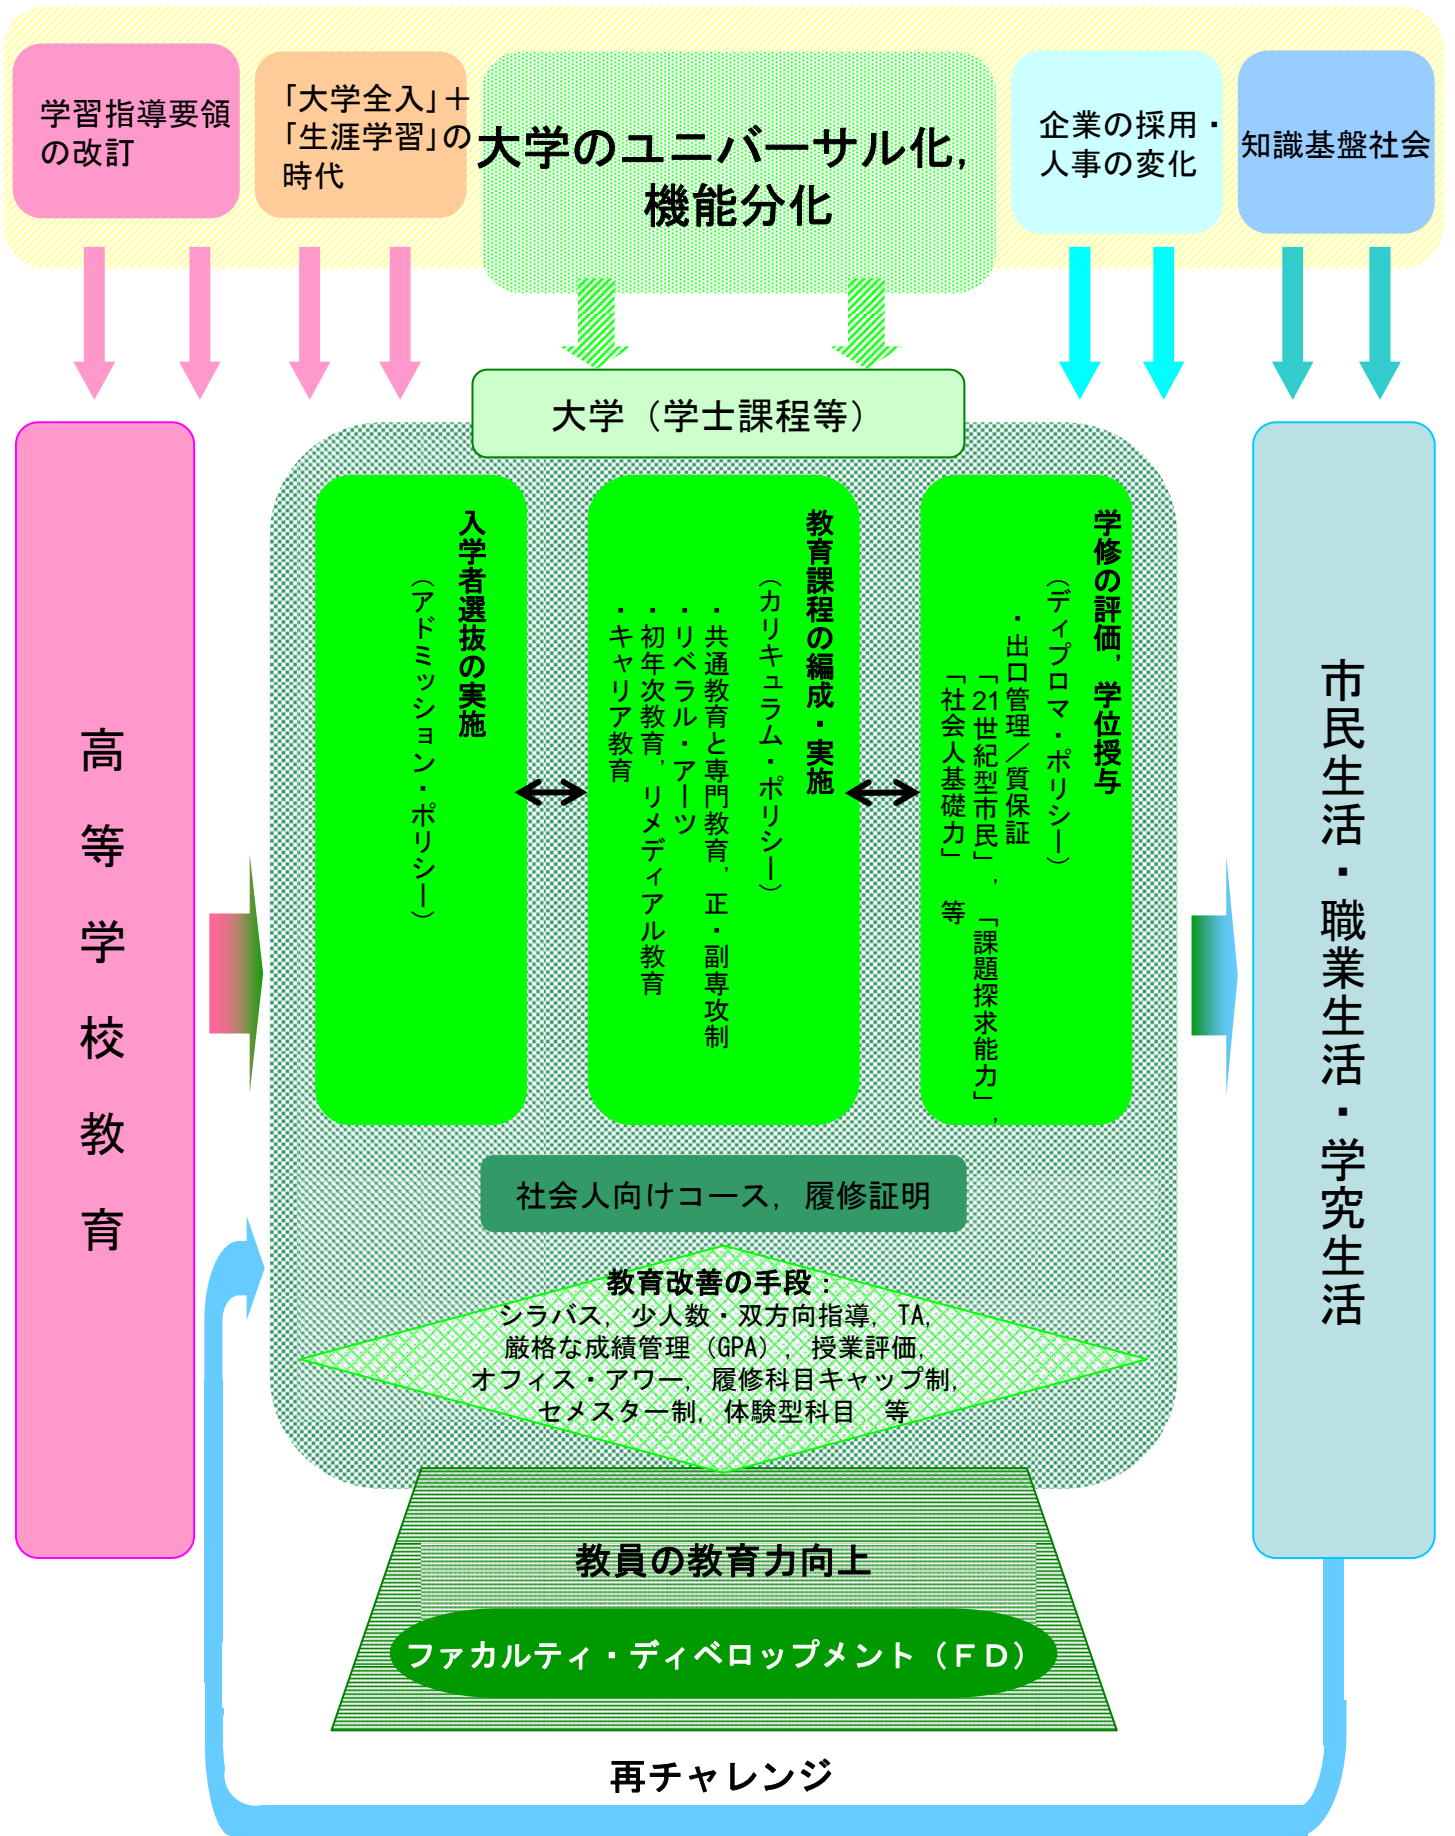 学習指導要領
の改訂
「大学全入」＋
「生涯学習」の
時代
大学のユニバーサル化，
機能分化
企業の採用・
人事の変化
知識基盤社会
大学（学士課程等）
高等学校教育
入学者選抜の実施
（アドミッション・ポリシー）
教育課程の編成・実施
（カリキュラム・ポリシー）
・共通教育と専門教育，正・副専攻制
・リベラル・アーツ
・初年次教育，リメディアル教育
・キャリア教育
学修の評価，学位授与
（ディプロマ・ポリシー）
・出口管理／質保証
「21世紀型市民」，「課題探求能力」，
「社会人基礎力」　等
市民生活・職業生活・学究生活
社会人向けコース，履修証明
教育改善の手段：
シラバス，少人数・双方向指導，TA，
厳格な成績管理（GPA），授業評価，
オフィス・アワー，履修科目キャップ制，
セメスター制，体験型科目　等
教員の教育力向上
ファカルティ・ディベロップメント（ＦＤ）
再チャレンジ